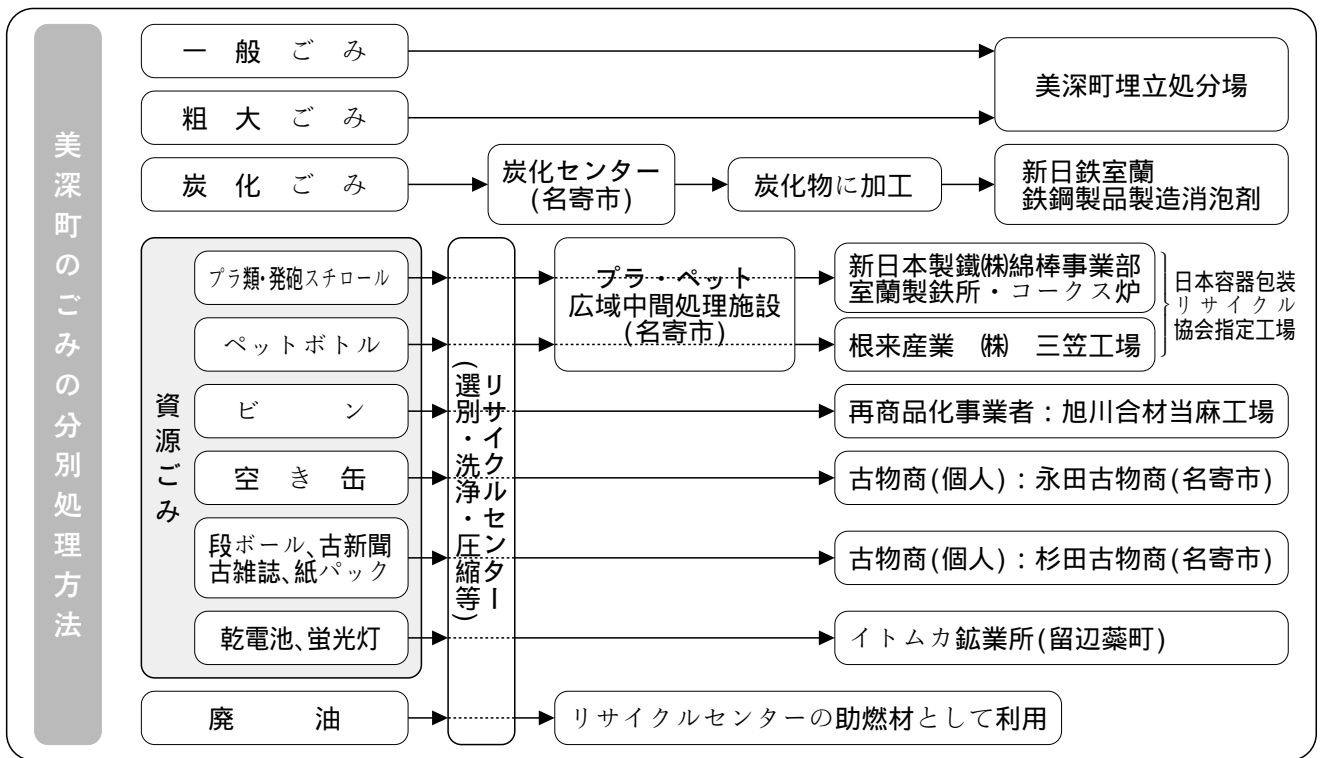 美深町のごみの分別処理方法
一般ごみ
美深町埋立処分場
粗大ごみ
炭化ごみ
炭化センター
(名寄市)
炭化物に加工
新日鉄室蘭
鉄鋼製品製造消泡剤
資源ごみ
プラ類・発砲スチロール
ペットボトル
ビン
空き缶
段ボール、古新聞
古雑誌、紙パック
乾電池、蛍光灯
廃油
リサイクルセンター
(選別・洗浄・圧縮等)
プラ・ペット
広域中間処理施設
(名寄市)
新日本製鐵㈱綿棒事業部
室蘭製鉄所・コークス炉
根来産業 ㈱ 三笠工場
日本容器包装
リサイクル
協会指定工場
再商品化事業者：旭川合材当麻工場
古物商(個人)：永田古物商(名寄市)
古物商(個人)：杉田古物商(名寄市)
イトムカ鉱業所(留辺蘂町)
リサイクルセンターの助燃材として利用